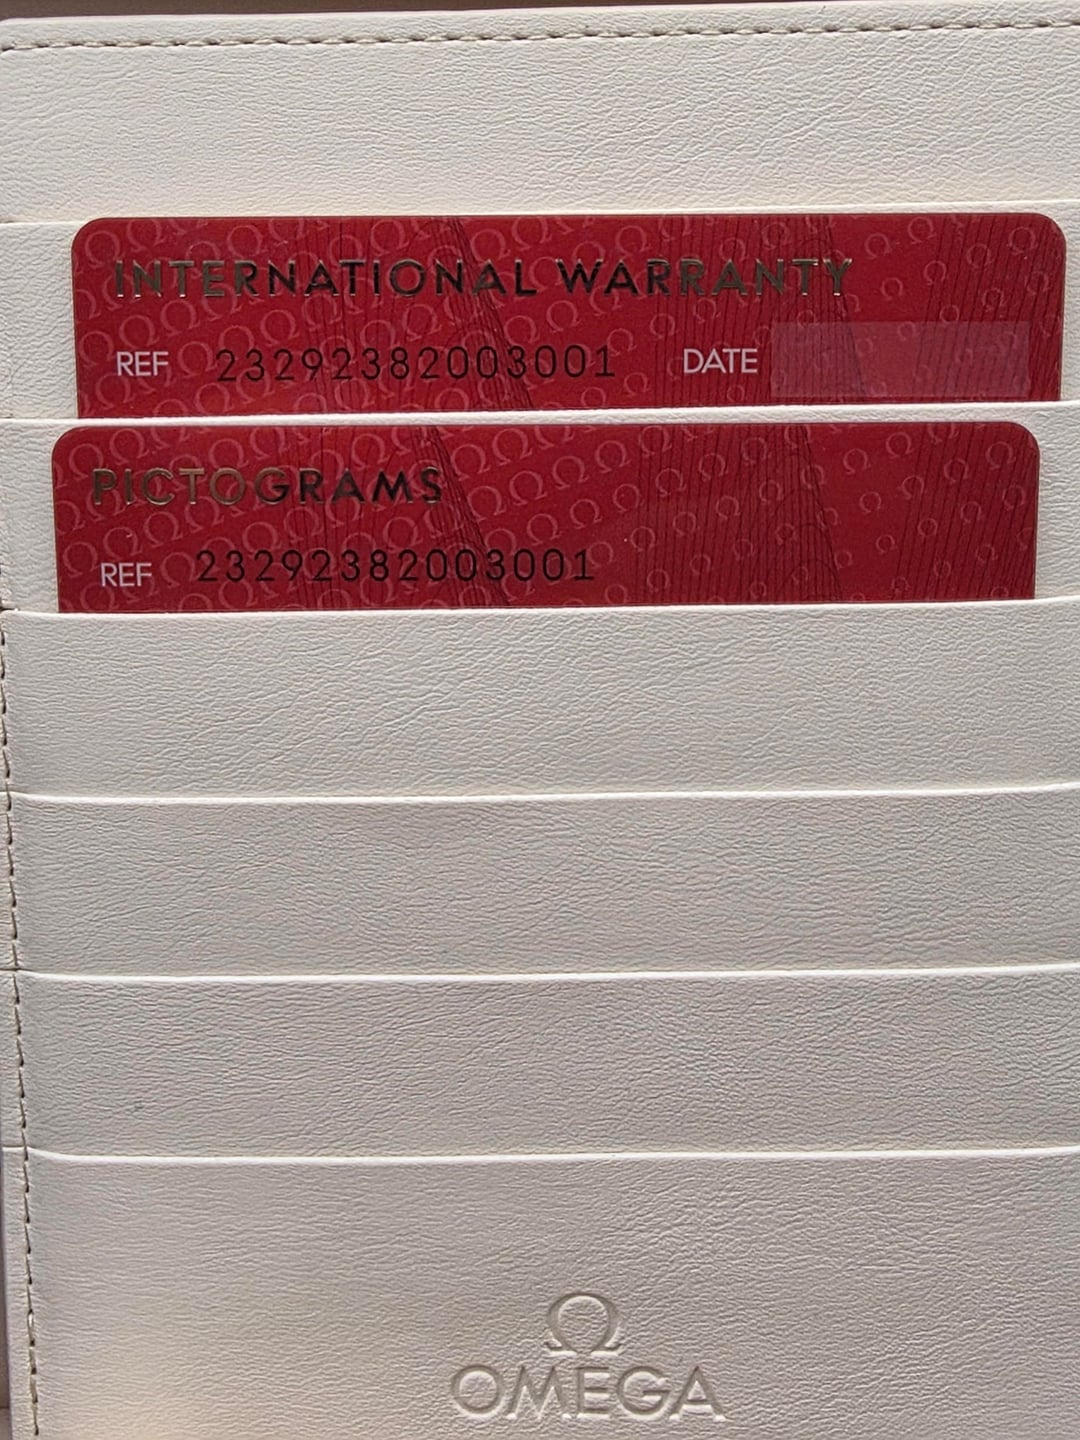 INTERNATIONAL WARRANTY
REF 23292382003001 DATE
PICTOGRAMS
REF 23292382003001
Ω
OMEGA